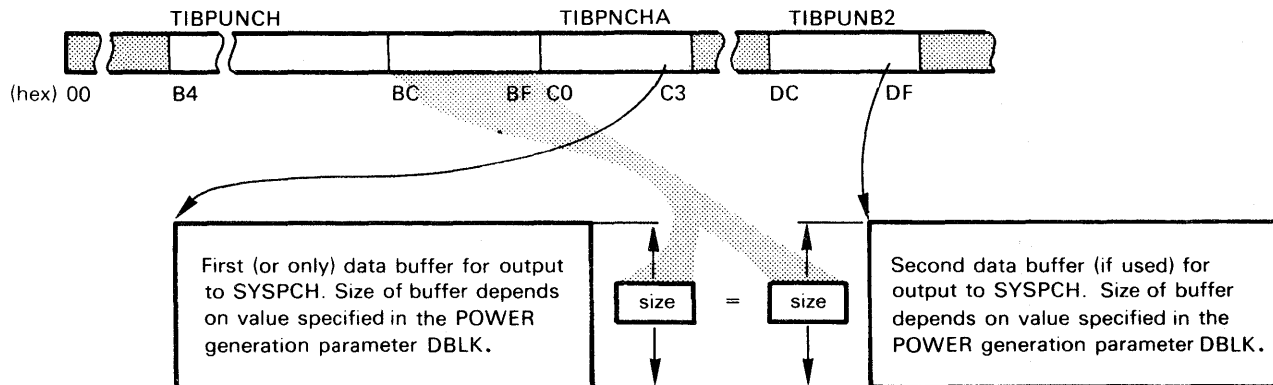 TIBPUNCH TIBPNCHA TIBPUNB2
(hex) 00 B4 BC BF C0 C3 DC DF
First (or only) data buffer for output
to SYSPCH. Size of buffer depends
on value specified in the POWER
generation parameter DBLK.
size = size
Second data buffer (if used) for
output to SYSPCH. Size of buffer
depends on value specified in the
POWER generation parameter DBLK.